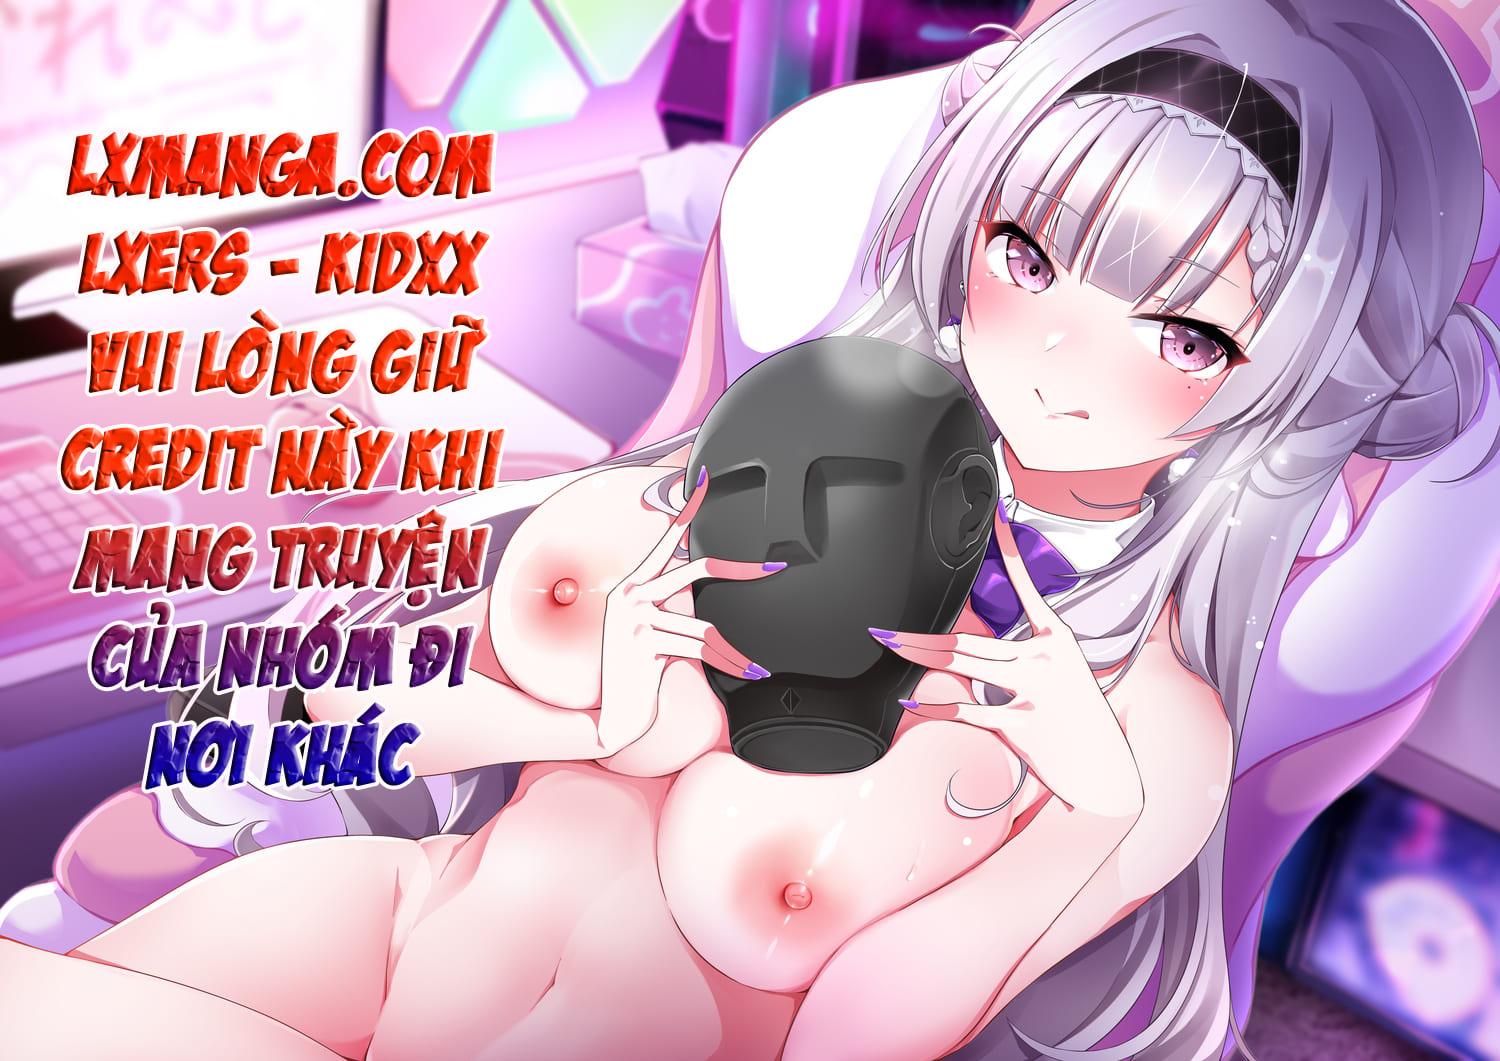 LXMANGA.COM
LXERS - KIDXX
VUI LÒNG GIỮ
CREDIT NÀY KHI
MANG TRUYỆN
CỦA NHÓM ĐI
NƠI KHÁC